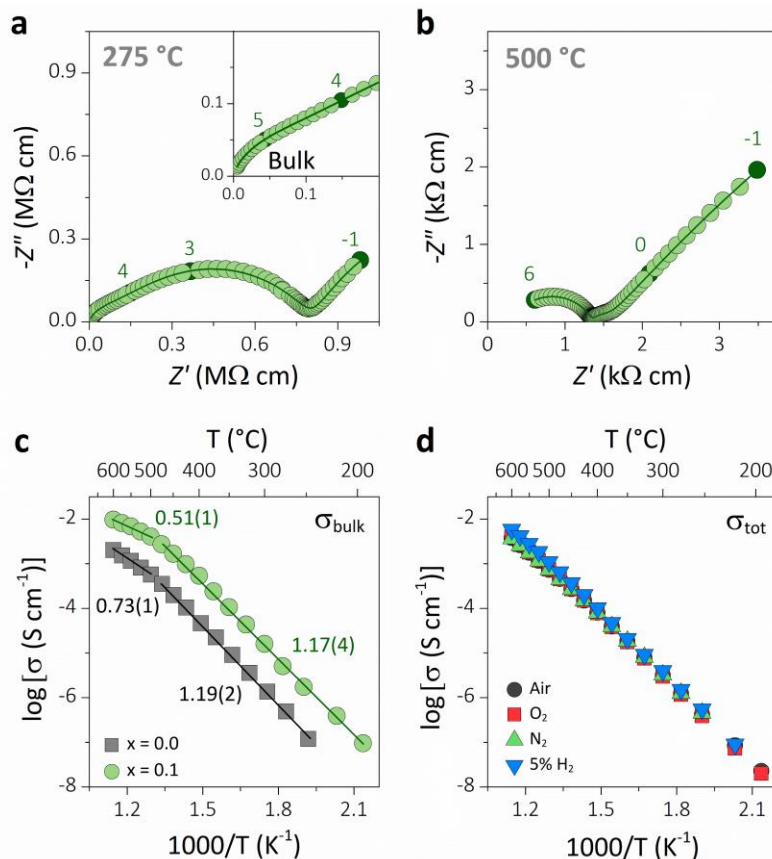 a
275 °C
-Z″ (MΩ cm)
0.9
0.6
0.3
0.0
0.0 0.3 0.6 0.9
Z′ (MΩ cm)
4
3
-1
0.1
0.0
0.0 0.1
5
4
Bulk
b
500 °C
-Z″ (kΩ cm)
3
2
1
0
0 1 2 3
Z′ (kΩ cm)
6
0
-1
c
T (°C)
600 500 400 300 200
log [σ (S cm⁻¹)]
-2
-4
-6
-8
σbulk
0.51(1)
0.73(1)
1.17(4)
1.19(2)
x = 0.0
x = 0.1
1.2 1.5 1.8 2.1
1000/T (K⁻¹)
d
T (°C)
600 500 400 300 200
log [σ (S cm⁻¹)]
-2
-4
-6
-8
σtot
Air
O₂
N₂
5% H₂
1.2 1.5 1.8 2.1
1000/T (K⁻¹)